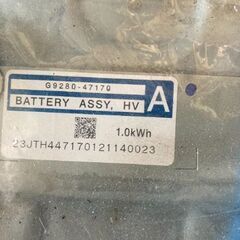 G9280-47170
BATTERY ASSY, HV A
1.0kWh
23JTH447170121140023